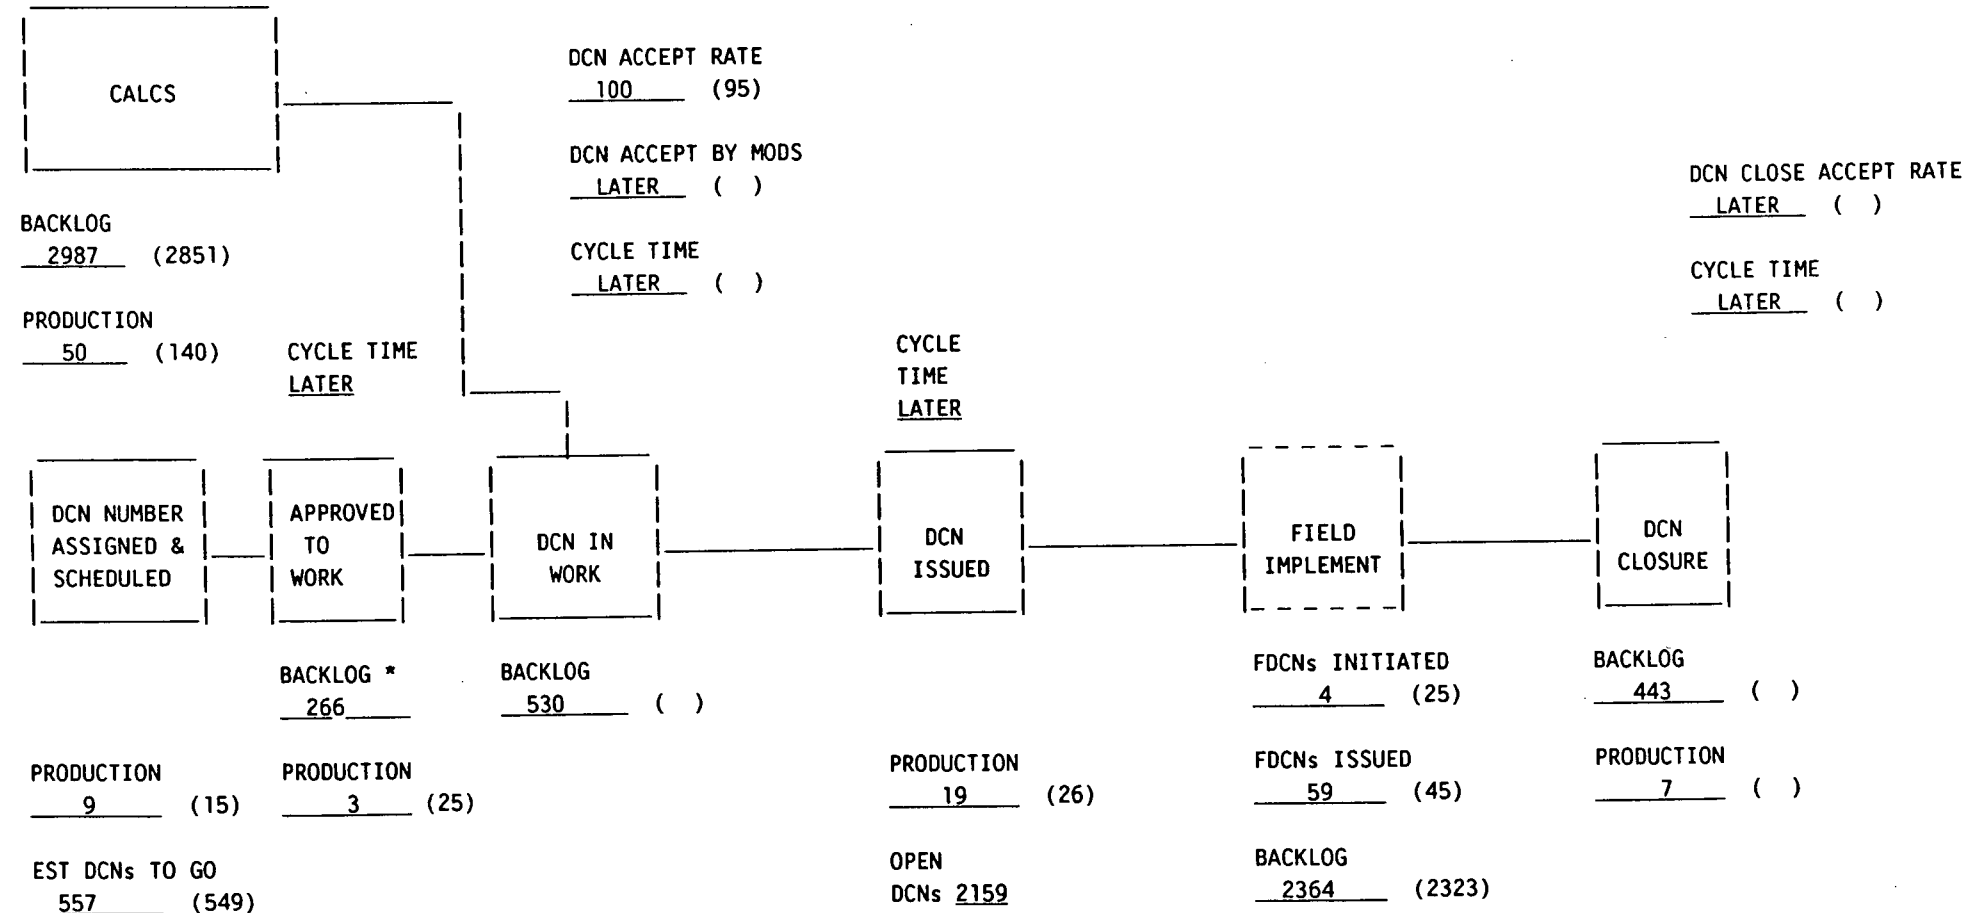 CALCS
BACKLOG
2987 (2851)
PRODUCTION
50 (140)
DCN ACCEPT RATE
100 (95)
DCN ACCEPT BY MODS
LATER ( )
CYCLE TIME
LATER ( )
DCN CLOSE ACCEPT RATE
LATER ( )
CYCLE TIME
LATER ( )
CYCLE TIME
LATER
CYCLE
TIME
LATER
DCN NUMBER
ASSIGNED &
SCHEDULED
APPROVED
TO
WORK
DCN IN
WORK
DCN
ISSUED
FIELD
IMPLEMENT
DCN
CLOSURE
PRODUCTION
9 (15)
EST DCNs TO GO
557 (549)
BACKLOG *
266
PRODUCTION
3 (25)
BACKLOG
530 ( )
PRODUCTION
19 (26)
OPEN
DCNs 2159
FDCNs INITIATED
4 (25)
FDCNs ISSUED
59 (45)
BACKLOG
2364 (2323)
BACKLOG
443 ( )
PRODUCTION
7 ( )